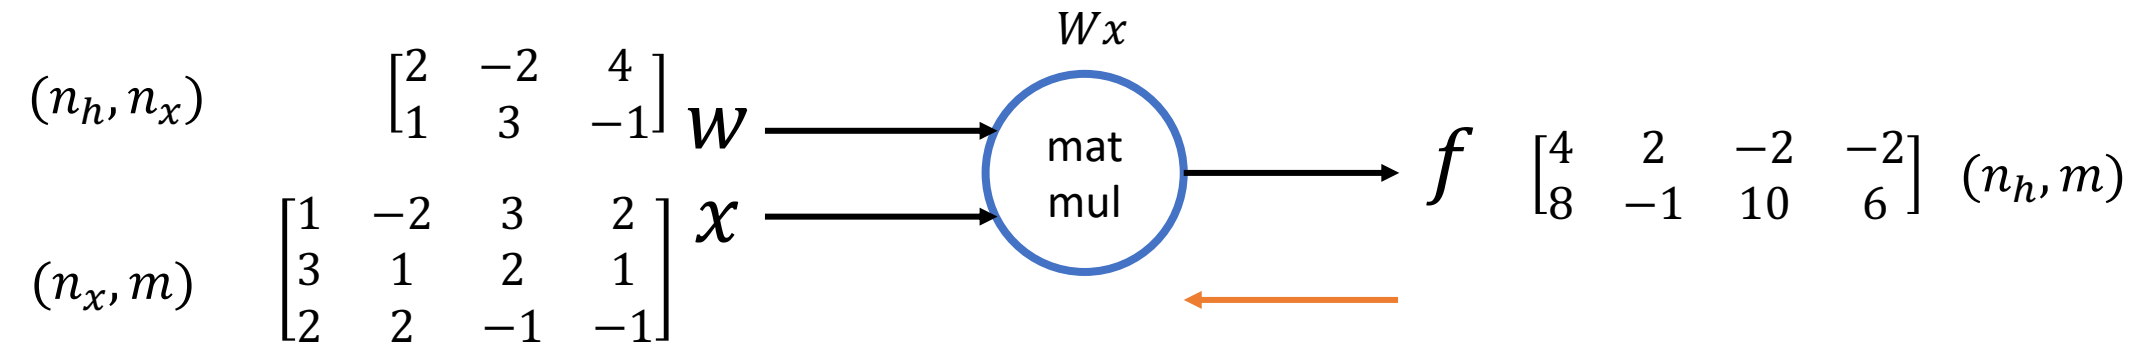 Wx
(n_h, n_x)
[2 −2 4
1 3 −1]
W
mat
mul
(n_x, m)
[1 −2 3 2
3 1 2 1
2 2 −1 −1]
x
f
[4 2 −2 −2
8 −1 10 6]
(n_h, m)